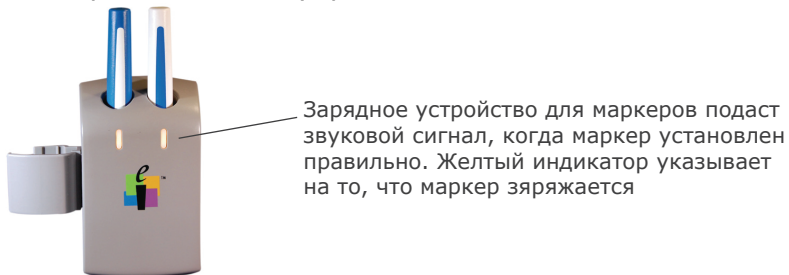 Зарядное устройство для маркеров подаст
звуковой сигнал, когда маркер установлен
правильно. Желтый индикатор указывает
на то, что маркер зяряжается